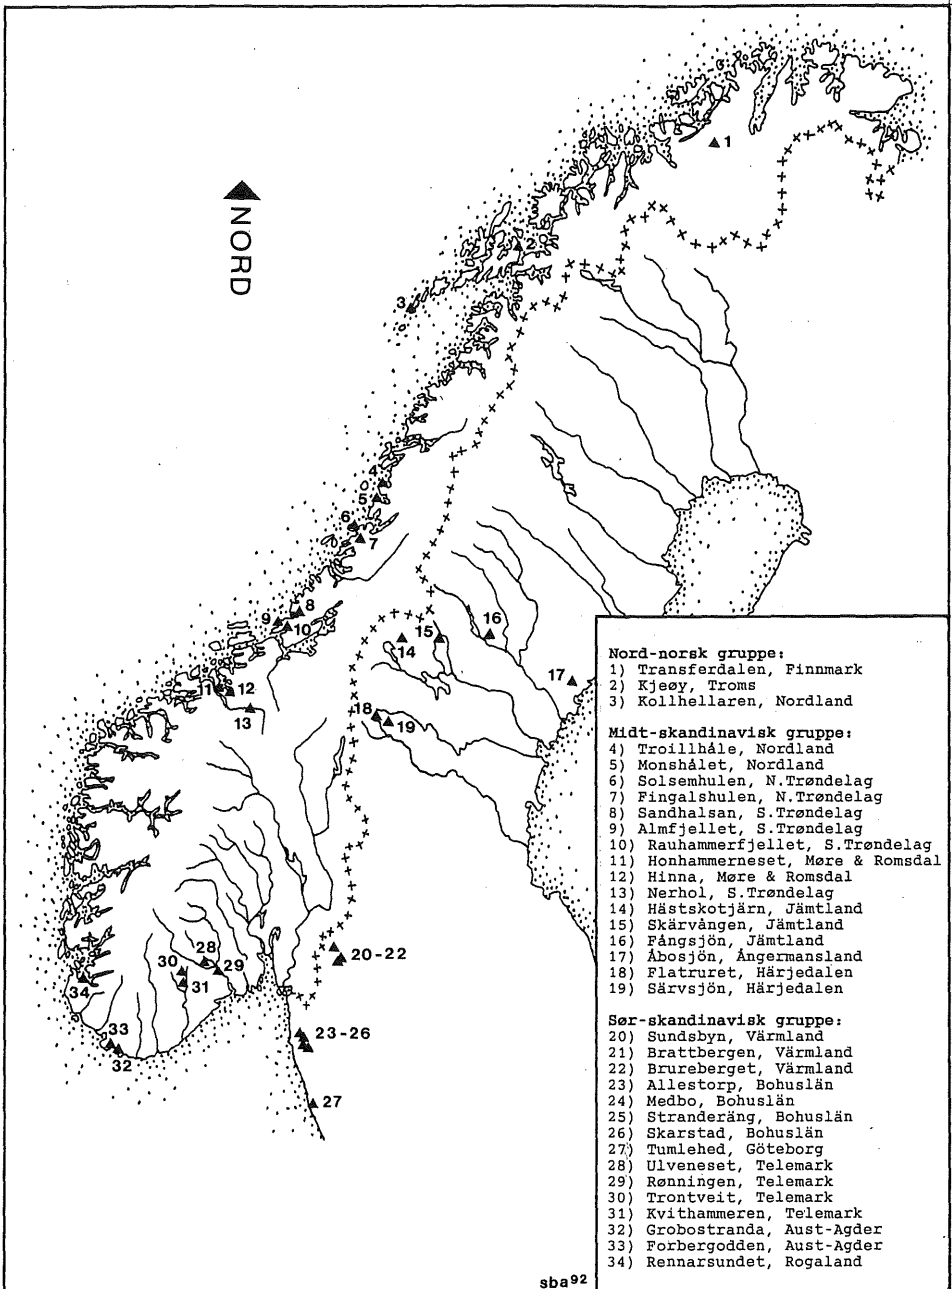 1
2
3
NORD
4
5
6
7
8
9
10
16
15
14
17
11
12
13
18
19
20-22
28
30
29
31
34
33
32
23-26
27
Nord-norsk gruppe:
1) Transferdalen, Finnmark
2) Kjeøy, Troms
3) Kollhellaren, Nordland
Midt-skandinavisk gruppe:
4) Troillhåle, Nordland
5) Monshålet, Nordland
6) Solsemhulen, N.Trøndelag
7) Fingalshulen, N.Trøndelag
8) Sandhalsan, S.Trøndelag
9) Almfjellet, S.Trøndelag
10) Rauhammerfjellet, S.Trøndelag
11) Honhammerneset, Møre & Romsdal
12) Hinna, Møre & Romsdal
13) Nerhol, S.Trøndelag
14) Hästskotjärn, Jämtland
15) Skärvången, Jämtland
16) Fångsjön, Jämtland
17) Åbosjön, Ångermansland
18) Flatruret, Härjedalen
19) Särvsjön, Härjedalen
Sør-skandinavisk gruppe:
20) Sundsbyn, Värmland
21) Brattbergen, Värmland
22) Brureberget, Värmland
23) Allestorp, Bohuslän
24) Medbo, Bohuslän
25) Stranderäng, Bohuslän
26) Skarstad, Bohuslän
27) Tumlehed, Göteborg
28) Ulveneset, Telemark
29) Rønningen, Telemark
30) Trontveit, Telemark
31) Kvithammeren, Telemark
32) Grobostranda, Aust-Agder
33) Forbergodden, Aust-Agder
34) Rennarsundet, Rogaland
sba92